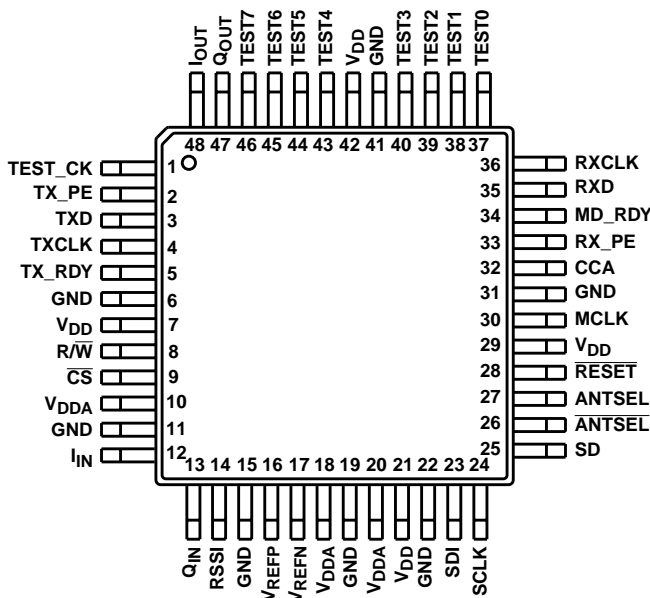 I_OUT
Q_OUT
TEST7
TEST6
TEST5
TEST4
V_DD
GND
TEST3
TEST2
TEST1
TEST0
48 47 46 45 44 43 42 41 40 39 38 37
TEST_CK 1
TX_PE 2
TXD 3
TXCLK 4
TX_RDY 5
GND 6
V_DD 7
R/W̅ 8
C̅S̅ 9
V_DDA 10
GND 11
I_IN 12
36 RXCLK
35 RXD
34 MD_RDY
33 RX_PE
32 CCA
31 GND
30 MCLK
29 V_DD
28 R̅E̅S̅E̅T̅
27 ANTSEL
26 A̅N̅T̅S̅E̅L̅
25 SD
13 14 15 16 17 18 19 20 21 22 23 24
Q_IN
RSSI
GND
V_REFP
V_REFN
V_DDA
GND
V_DDA
V_DD
GND
SDI
SCLK